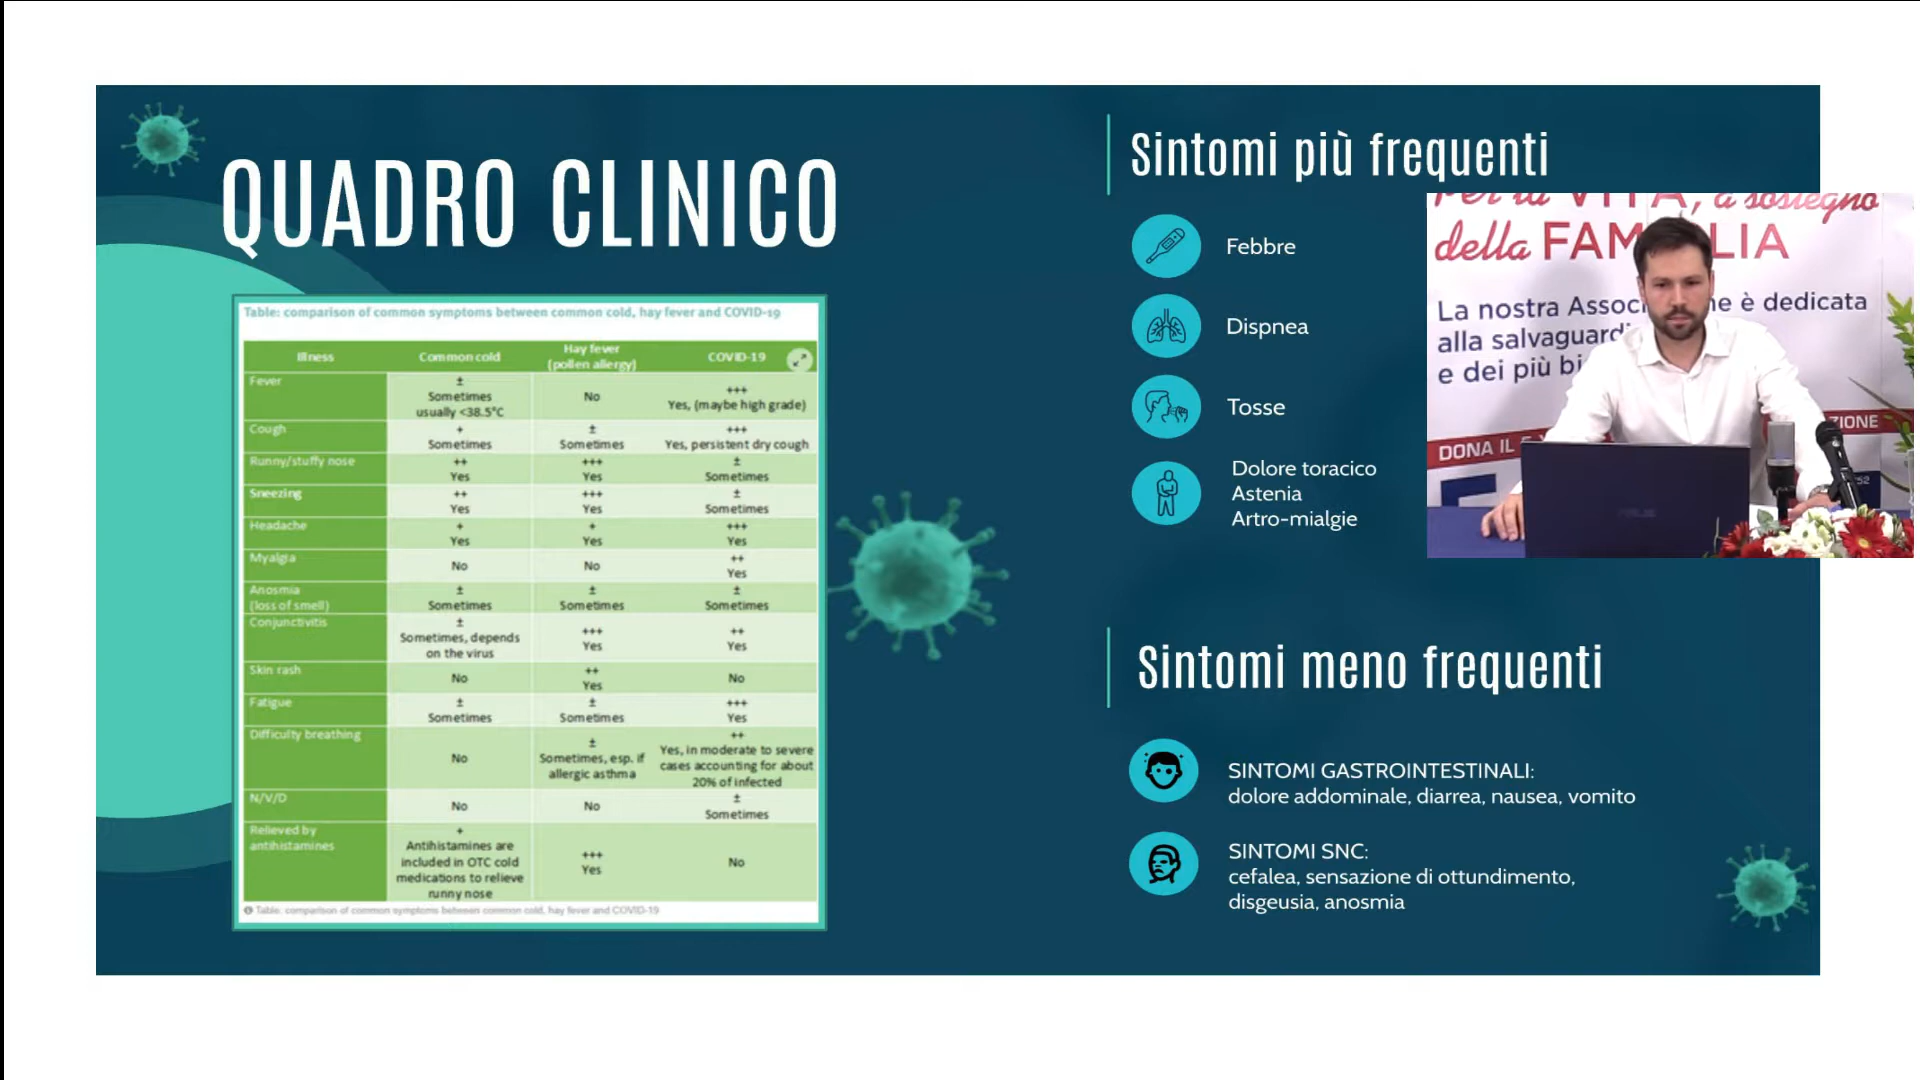 QUADRO CLINICO
Table: comparison of common symptoms between common cold, hay fever and COVID-19
Illness
Common cold
Hay fever
(pollen allergy)
COVID-19
Fever
±
Sometimes
usually <38.5°C
No
+++
Yes, (maybe high grade)
Cough
+
Sometimes
±
Sometimes
+++
Yes, persistent dry cough
Runny/stuffy nose
++
Yes
+++
Yes
±
Sometimes
Sneezing
++
Yes
+++
Yes
±
Sometimes
Headache
+
Yes
+
Yes
+++
Yes
Myalgia
No
No
++
Yes
Anosmia
(loss of smell)
±
Sometimes
±
Sometimes
±
Sometimes
Conjunctivitis
±
Sometimes, depends
on the virus
+++
Yes
++
Yes
Skin rash
No
++
Yes
No
Fatigue
±
Sometimes
±
Sometimes
+++
Yes
Difficulty breathing
No
±
Sometimes, esp. if
allergic asthma
++
Yes, in moderate to severe
cases accounting for about
20% of infected
N/V/D
No
No
±
Sometimes
Relieved by
antihistamines
+
Antihistamines are
included in OTC cold
medications to relieve
runny nose
+++
Yes
No
Table: comparison of common symptoms between common cold, hay fever and COVID-19
Sintomi più frequenti
Febbre
Dispnea
Tosse
Dolore toracico
Astenia
Artro-mialgie
Per la VITA, a sostegno
della FAM LIA
La nostra Assoc ne è dedicata
alla salvaguard
e dei più bi
DONA IL
ZIONE
Sintomi meno frequenti
SINTOMI GASTROINTESTINALI:
dolore addominale, diarrea, nausea, vomito
SINTOMI SNC:
cefalea, sensazione di ottundimento,
disgeusia, anosmia